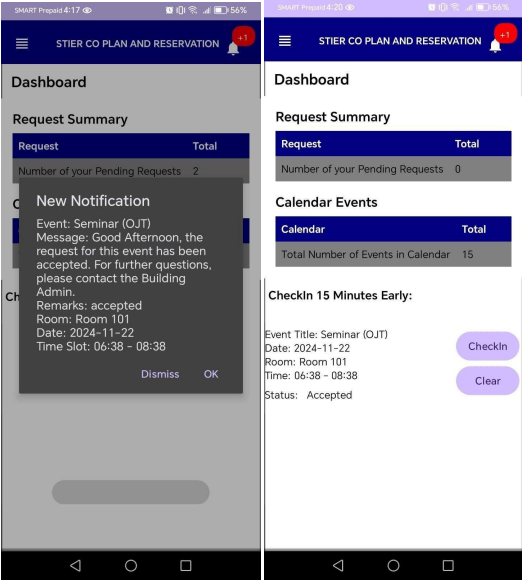 SMART Prepaid 4:17 56%
STIER CO PLAN AND RESERVATION +1
Dashboard
Request Summary
Request Total
Number of your Pending Requests 2
C
New Notification
Event: Seminar (OJT)
Message: Good Afternoon, the
request for this event has been
accepted. For further questions,
please contact the Building
Admin.
Remarks: accepted
Room: Room 101
Date: 2024-11-22
Time Slot: 06:38 - 08:38
Dismiss OK
Ch
SMART Prepaid 4:20 56%
STIER CO PLAN AND RESERVATION +1
Dashboard
Request Summary
Request Total
Number of your Pending Requests 0
Calendar Events
Calendar Total
Total Number of Events in Calendar 15
CheckIn 15 Minutes Early:
Event Title: Seminar (OJT)
Date: 2024-11-22
Room: Room 101
Time: 06:38 - 08:38
Status: Accepted
CheckIn
Clear